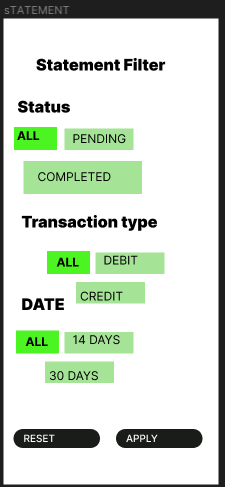 sTATEMENT
Statement Filter
Status
ALL PENDING
COMPLETED
Transaction type
ALL DEBIT
CREDIT
DATE
ALL 14 DAYS
30 DAYS
RESET APPLY